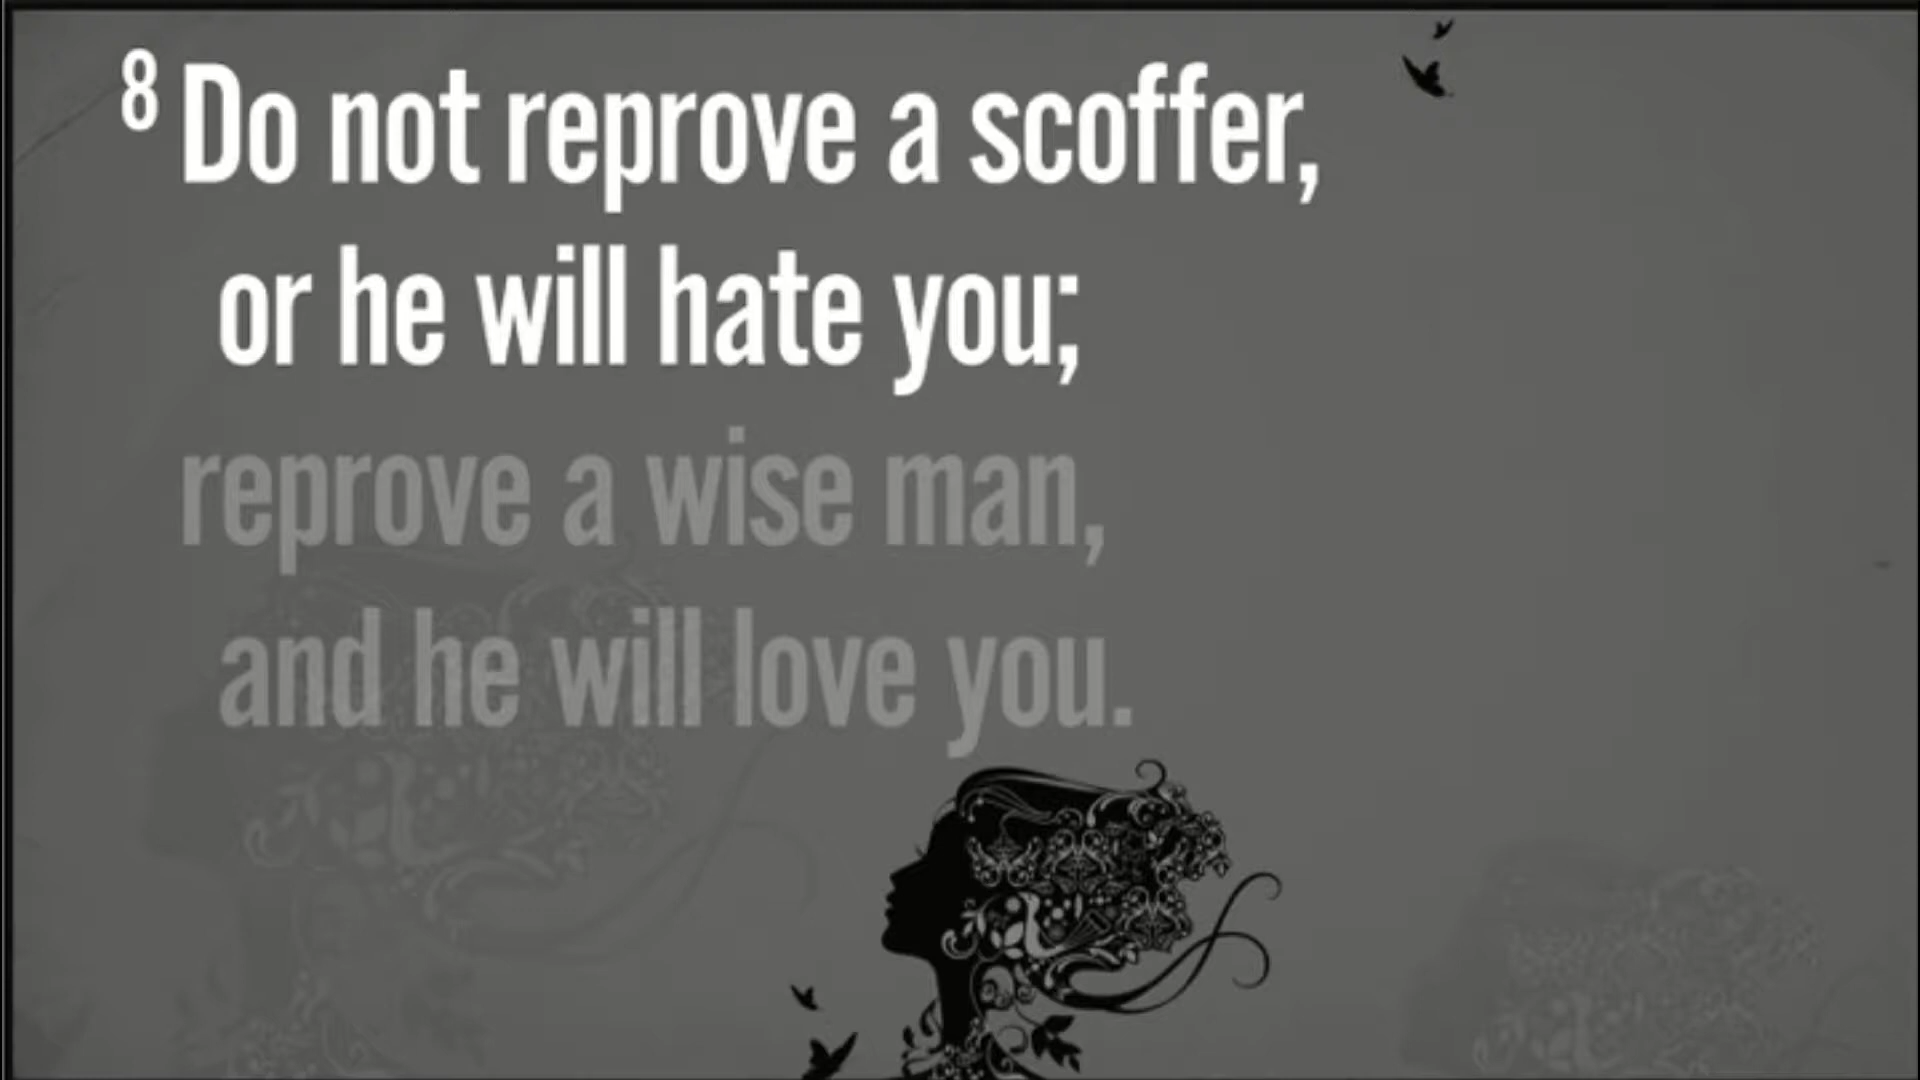 8 Do not reprove a scoffer,
or he will hate you;
reprove a wise man,
and he will love you.